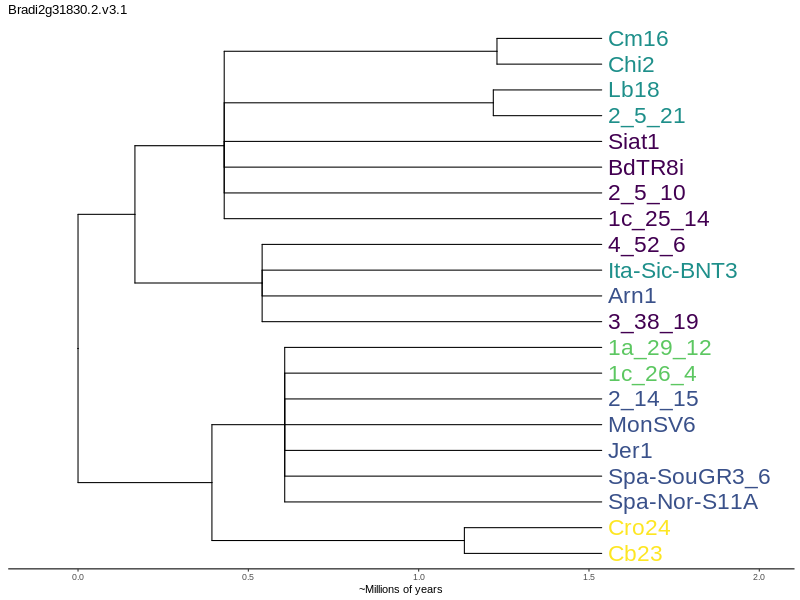 Bradi2g31830.2.v3.1
Cm16
Chi2
Lb18
2_5_21
Siat1
BdTR8i
2_5_10
1c_25_14
4_52_6
Ita-Sic-BNT3
Arn1
3_38_19
1a_29_12
1c_26_4
2_14_15
MonSV6
Jer1
Spa-SouGR3_6
Spa-Nor-S11A
Cro24
Cb23
0.0 0.5 1.0 1.5 2.0
~Millions of years